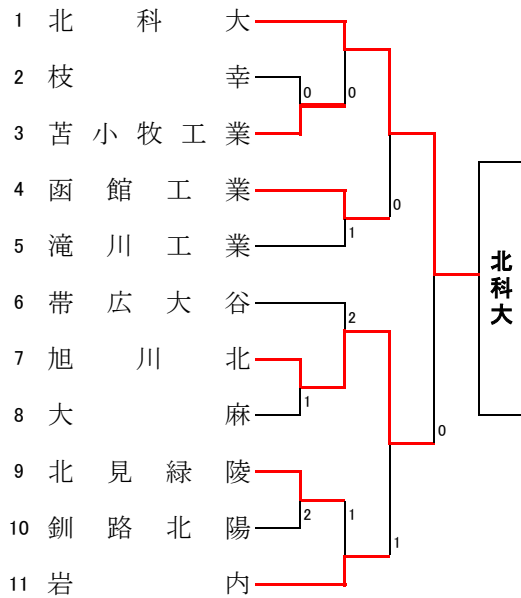 1 北科大
2 枝幸
0 0
3 苫小牧工業
4 函館工業
0
1
5 滝川工業
北科大
6 帯広大谷
2
7 旭川北
1
8 大麻
0
9 北見緑陵
2 1
10 釧路北陽
1
11 岩内